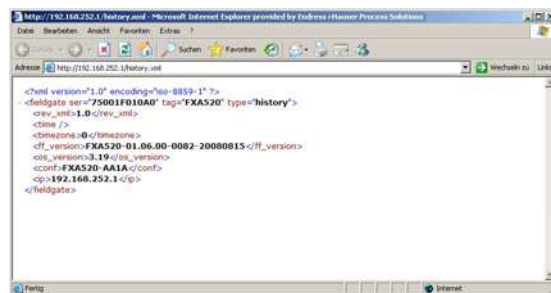 http://192.168.252.1/history.xml - Microsoft Internet Explorer provided by Endress+Hauser Process Solutions
Datei Bearbeiten Ansicht Favoriten Extras ?
Zurück Suchen Favoriten
Adresse http://192.168.252.1/history.xml Wechseln zu Links
<?xml version="1.0" encoding="iso-8859-1" ?>
- <fieldgate ser="75001F010A0" tag="FXA520" type="history">
<rev_xml>1.0</rev_xml>
<time />
<timezone>0</timezone>
<ff_version>FXA520-01.06.00-0082-20080815</ff_version>
<os_version>3.19</os_version>
<conf>FXA520-AA1A</conf>
<ip>192.168.252.1</ip>
</fieldgate>
Fertig Internet